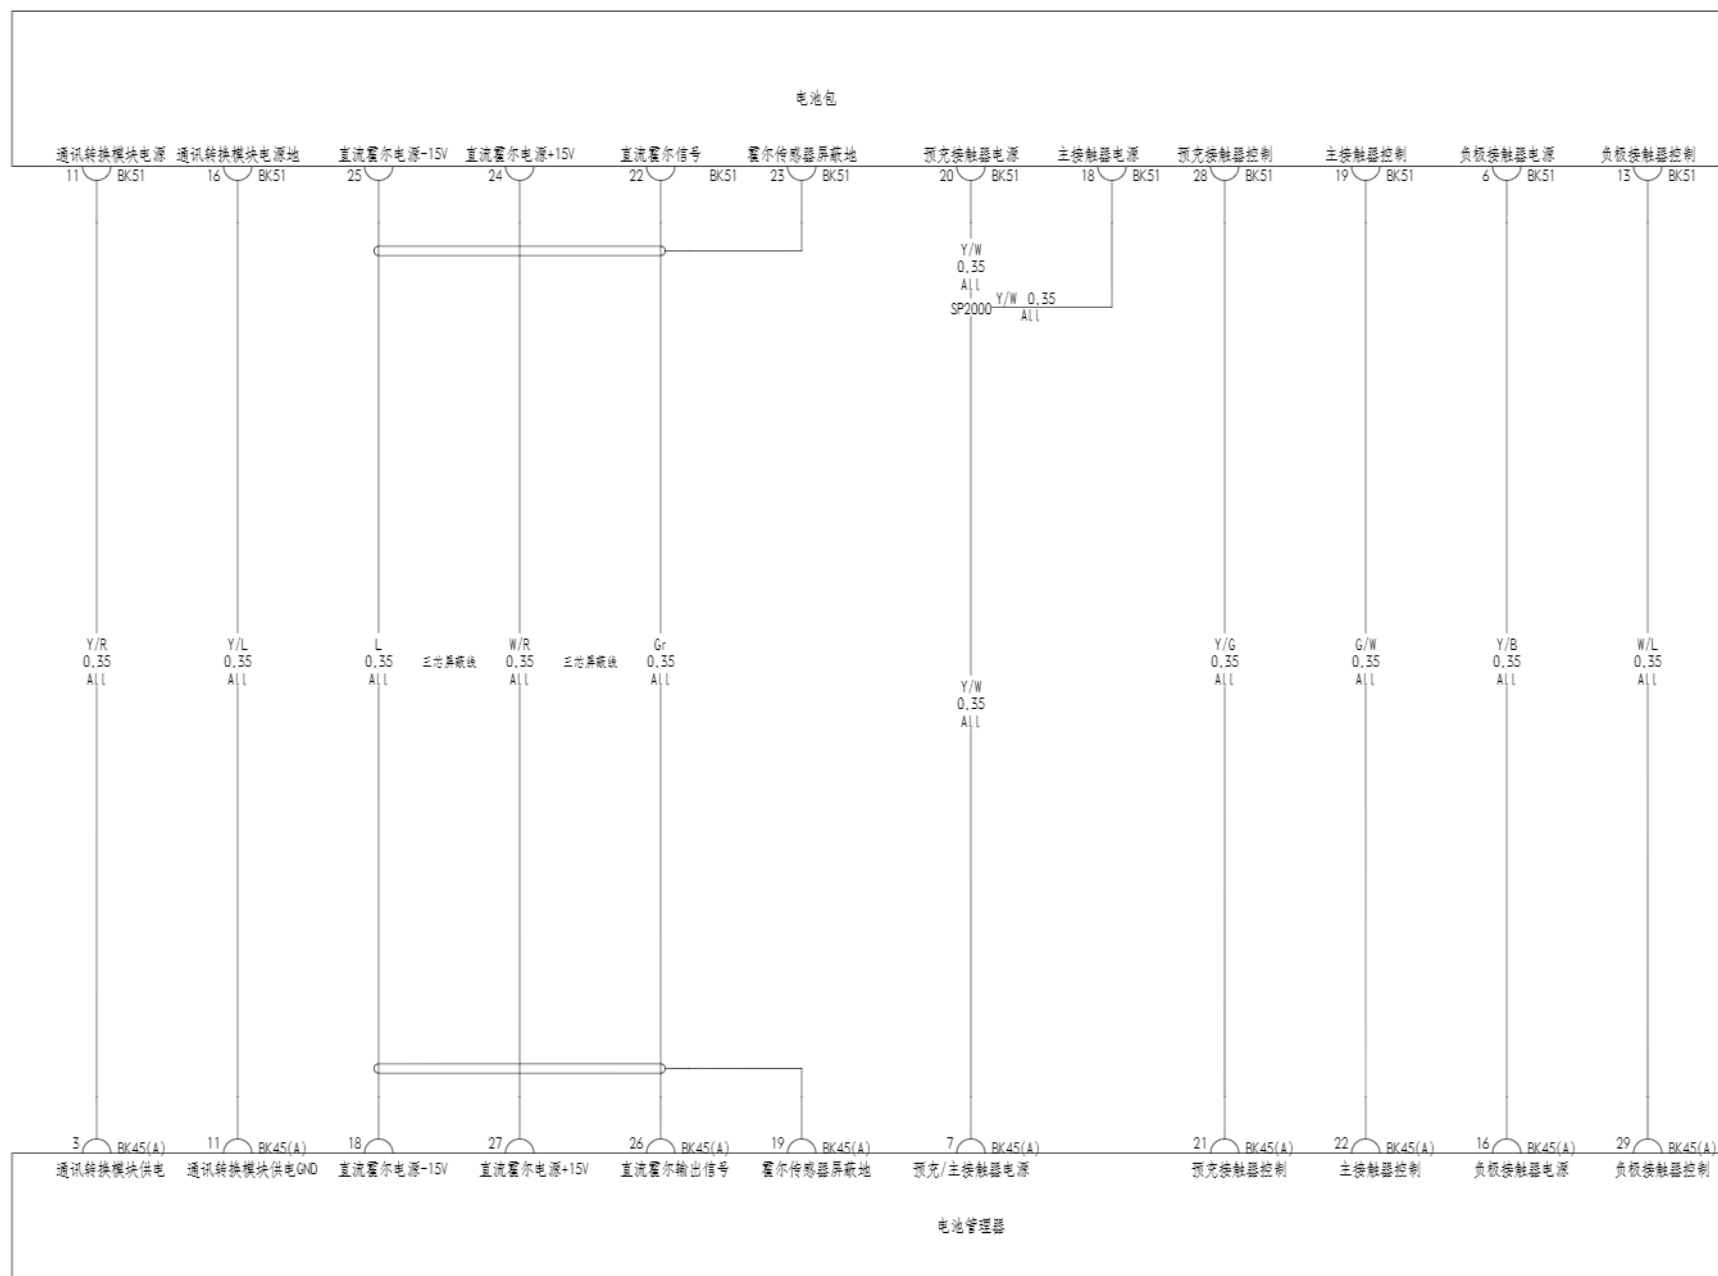 电池包
通讯转换模块电源 通讯转换模块电源地 直流霍尔电源-15V 直流霍尔电源+15V 直流霍尔信号 霍尔传感器屏蔽地 预充接触器电源 主接触器电源 预充接触器控制 主接触器控制 负极接触器电源 负极接触器控制
11 BK51 16 BK51 25 24 22 BK51 23 BK51 20 BK51 18 BK51 28 BK51 19 BK51 6 BK51 13 BK51
Y/W
0.35
All
Y/W 0.35
SP2000
All
Y/R Y/L L W/R Gr Y/G G/W Y/B W/L
0.35 0.35 0.35 三芯屏蔽线 0.35 三芯屏蔽线 0.35 0.35 0.35 0.35 0.35
All All All All All All All All All
Y/W
0.35
All
3 BK45(A) 11 BK45(A) 18 27 26 BK45(A) 19 BK45(A) 7 BK45(A) 21 BK45(A) 22 BK45(A) 16 BK45(A) 29 BK45(A)
通讯转换模块供电 通讯转换模块供电GND 直流霍尔电源-15V 直流霍尔电源+15V 直流霍尔输出信号 霍尔传感器屏蔽地 预充/主接触器电源 预充接触器控制 主接触器控制 负极接触器电源 负极接触器控制
电池管理器